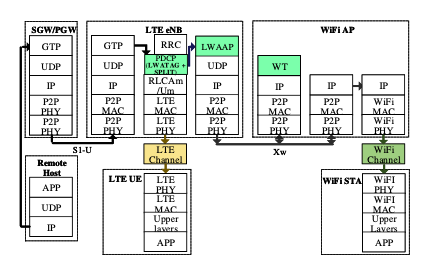 SGW/PGW
GTP
UDP
IP
P2P
PHY
P2P
PHY
S1-U
Remote
Host
APP
UDP
IP
LTE eNB
GTP
UDP
IP
P2P
MAC
P2P
PHY
RRC
PDCP
(LWATAG +
SPLIT)
RLCAm
/Um
LTE
MAC
LTE
PHY
LWAAP
UDP
IP
P2P
MAC
P2P
PHY
LTE
Channel
LTE UE
LTE
PHY
LTE
MAC
Upper
layers
APP
Xw
WiFi AP
WT
IP
P2P
MAC
P2P
PHY
IP
P2P
MAC
P2P
PHY
IP
WiFi
MAC
WiFi
PHY
WiFi
Channel
WiFi STA
WiFI
PHY
WiFI
MAC
Upper
Layers
APP